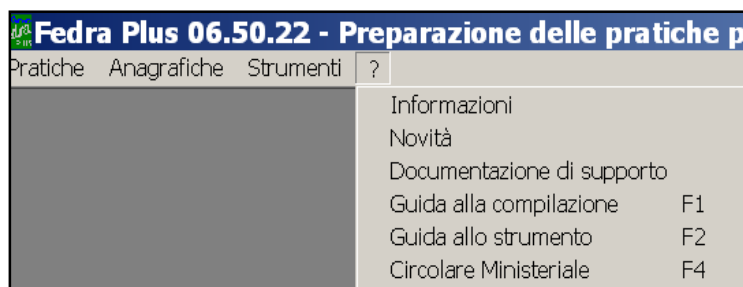 Fedra Plus 06.50.22 - Preparazione delle pratiche p
Pratiche Anagrafiche Strumenti ?
Informazioni
Novità
Documentazione di supporto
Guida alla compilazione F1
Guida allo strumento F2
Circolare Ministeriale F4